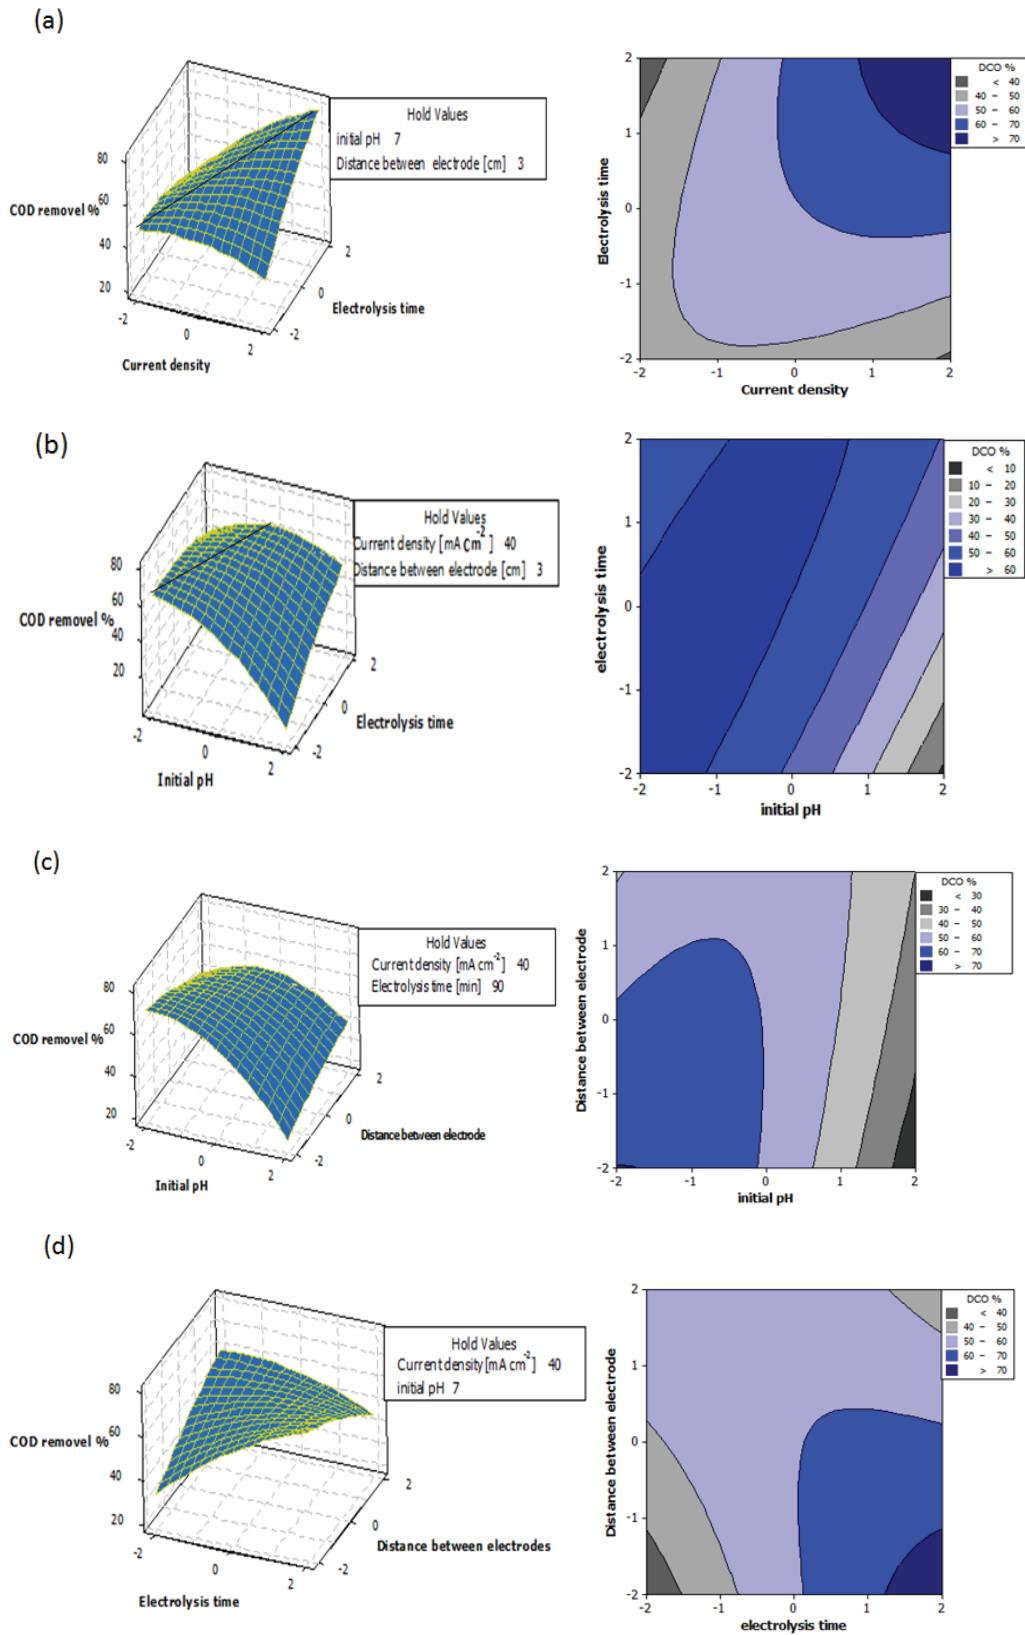 (a)
Hold Values
initial pH 7
Distance between electrode [cm] 3
COD removel %
80
60
40
20
-2
0
2
Current density
-2
0
2
Electrolysis time
DCO %
< 40
40 – 50
50 – 60
60 – 70
> 70
Electrolysis time
2
1
0
-1
-2
-2
-1
0
1
2
Current density
(b)
Hold Values
Current density [mA cm-2] 40
Distance between electrode [cm] 3
COD removel %
80
60
40
20
-2
0
2
Initial pH
-2
0
2
Electrolysis time
DCO %
< 10
10 – 20
20 – 30
30 – 40
40 – 50
50 – 60
> 60
electrolysis time
2
1
0
-1
-2
-2
-1
0
1
2
initial pH
(c)
Hold Values
Current density [mA cm-2] 40
Electrolysis time [min] 90
COD removel %
80
60
40
20
-2
0
2
Initial pH
-2
0
2
Distance between electrode
DCO %
< 30
30 – 40
40 – 50
50 – 60
60 – 70
> 70
Distance between electrode
2
1
0
-1
-2
-2
-1
0
1
2
initial pH
(d)
Hold Values
Current density [mA cm-2] 40
initial pH 7
COD removel %
80
60
40
20
-2
0
2
Electrolysis time
-2
0
2
Distance between electrodes
DCO %
< 40
40 – 50
50 – 60
60 – 70
> 70
Distance between electrode
2
1
0
-1
-2
-2
-1
0
1
2
electrolysis time